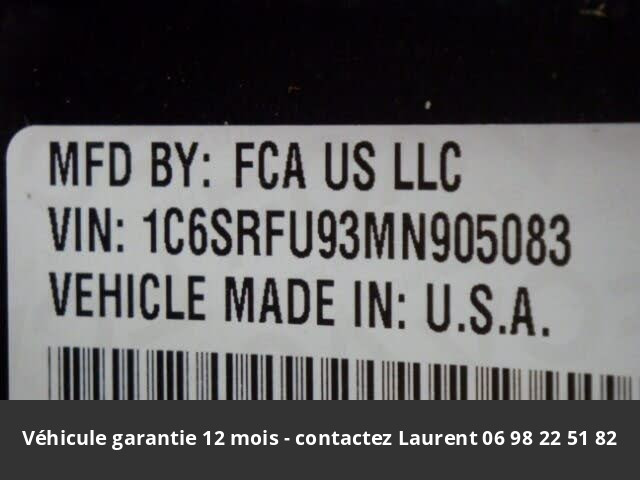 MFD BY: FCA US LLC
VIN: 1C6SRFU93MN905083
VEHICLE MADE IN: U.S.A.
Véhicule garantie 12 mois - contactez Laurent 06 98 22 51 82